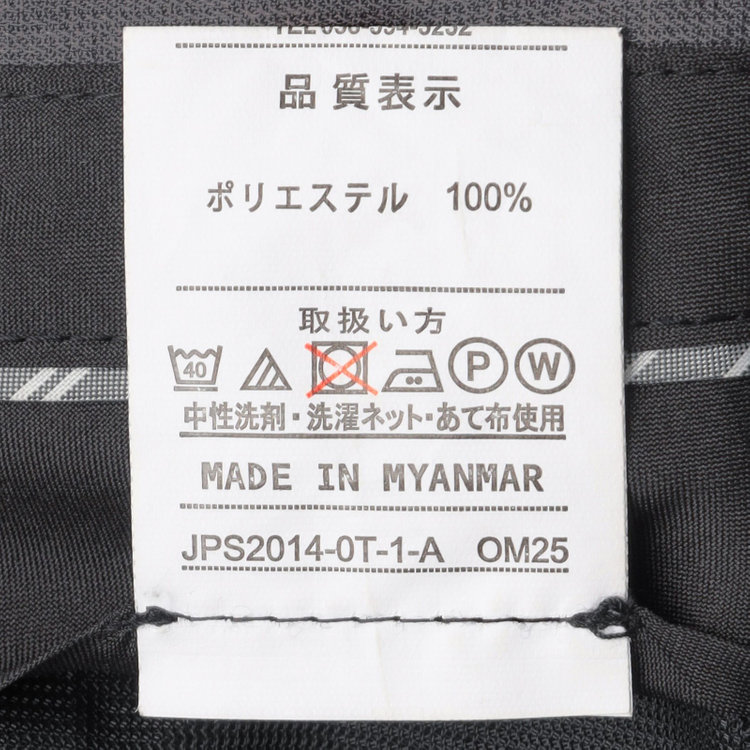 品質表示
ポリエステル 100%
取扱い方
40 P W
中性洗剤・洗濯ネット・あて布使用
MADE IN MYANMAR
JPS2014-0T-1-A OM25